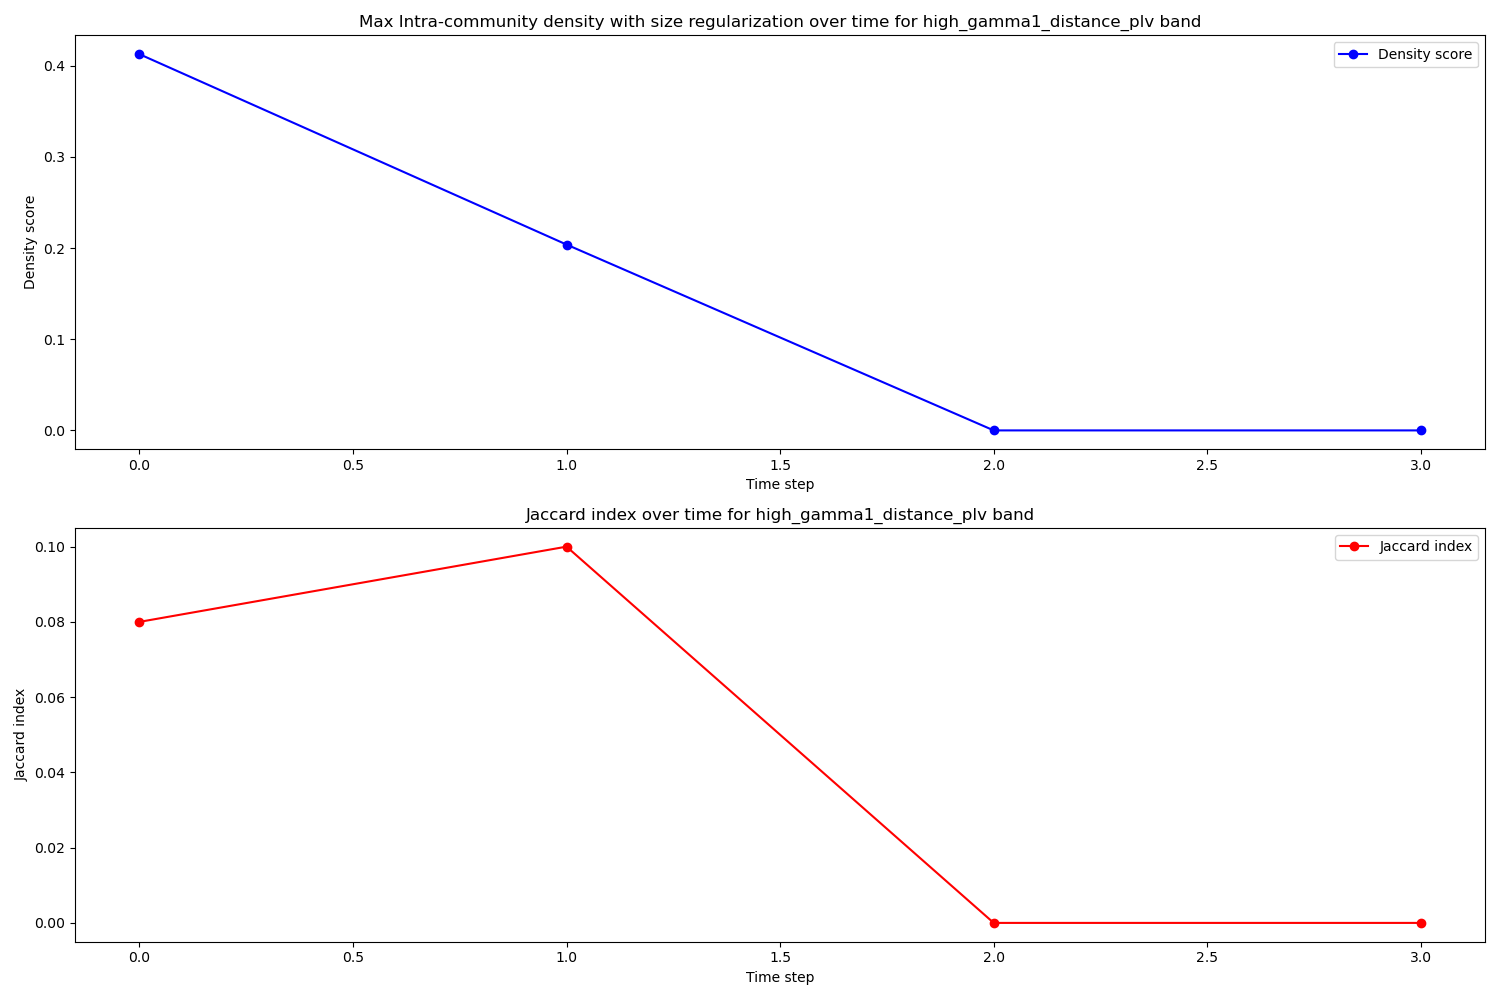 Max Intra-community density with size regularization over time for high_gamma1_distance_plv band
Density score
0.4
0.3
0.2
0.1
0.0
Density score
0.0 0.5 1.0 1.5 2.0 2.5 3.0
Time step
Jaccard index over time for high_gamma1_distance_plv band
Jaccard index
0.10
0.08
0.06
0.04
0.02
0.00
Jaccard index
0.0 0.5 1.0 1.5 2.0 2.5 3.0
Time step